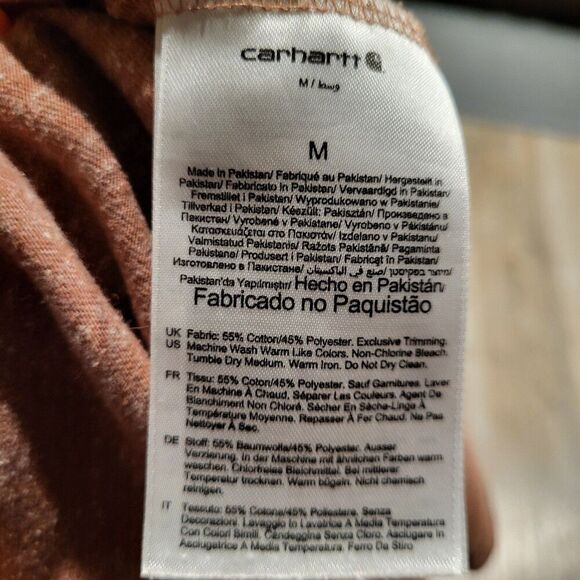 carhartt
M / وسط
M
Made in Pakistan/ Fabriqué au Pakistan/ Hergestellt in
Pakistan/ Fabbricato in Pakistan/ Vervaardigd in Pakistan/
Fremstillet i Pakistan/ Wyprodukowano w Pakistanie/
Tillverkad i Pakistan/ Készült: Pakisztán/ Произведено в
Пакистан/ Vyrobené v Pakistane/ Vyrobeno v Pákistánu/
Κατασκευάζεται στο Πακιστάν/ Izdelano v Pakistanu/
Valmistatud Pakistanis/ Ražots Pakistānā/ Pagaminta
Pakistane/ Produsert i Pakistan/ Fabricat în Pakistan/
Изготовлено в Пакистане/ صنع في الباكستان/ מיוצר בפקיסטן/
Pakistan'da Yapılmıştır/ Hecho en Pakistán/
Fabricado no Paquistão
UK Fabric: 55% Cotton/45% Polyester. Exclusive Trimming.
US Machine Wash Warm Like Colors. Non-Chlorine Bleach.
Tumble Dry Medium. Warm Iron. Do Not Dry Clean.
FR Tissu: 55% Coton/45% Polyester. Sauf Garnitures. Laver
En Machine À Chaud, Séparer Las Couleurs. Agent De
Blanchiment Non Chloré. Sécher En Sèche-Linge À
Température Moyenne. Repasser À Fer Chaud. Ne Pas
Nettoyer À Sec.
DE Stoff: 55% Baumwolle/45% Polyester. Ausser
Verzierung. In der Maschine mit ähnlichen Farben warm
waschen. Chlorfreies Bleichmittel. Bei mittlerer
Temperatur trocknen. Warm bügeln. Nicht chemisch
reinigen.
IT Tessuto: 55% Cotone/45% Poliestere. Senza
Decorazioni. Lavaggio In Lavatrice A Media Temperatura
Con Colori Simili. Candeggina Senza Cloro. Asciugare In
Asciugatrice A Media Temperatura. Ferro Da Stiro